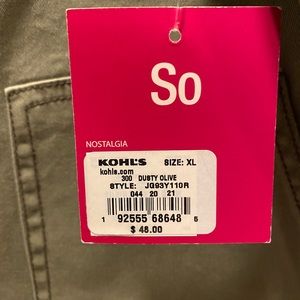 So
NOSTALGIA
KOHL'S SIZE: XL
kohls.com
300 DUSTY OLIVE
STYLE: JG93Y110R
044 20 21
1 92555 68648 5
$ 48.00